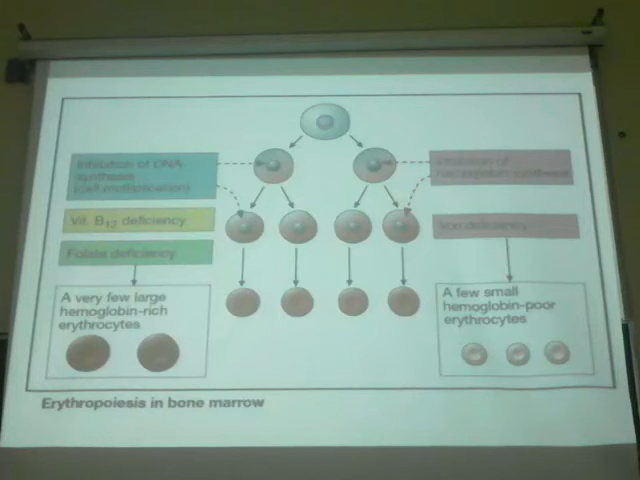 Inhibition of DNA
synthesis
(cell multiplication)
Inhibition of
hemoglobin synthesis
Vit. B12 deficiency
Iron deficiency
Folate deficiency
A very few large
hemoglobin-rich
erythrocytes
A few small
hemoglobin-poor
erythrocytes
Erythropoiesis in bone marrow